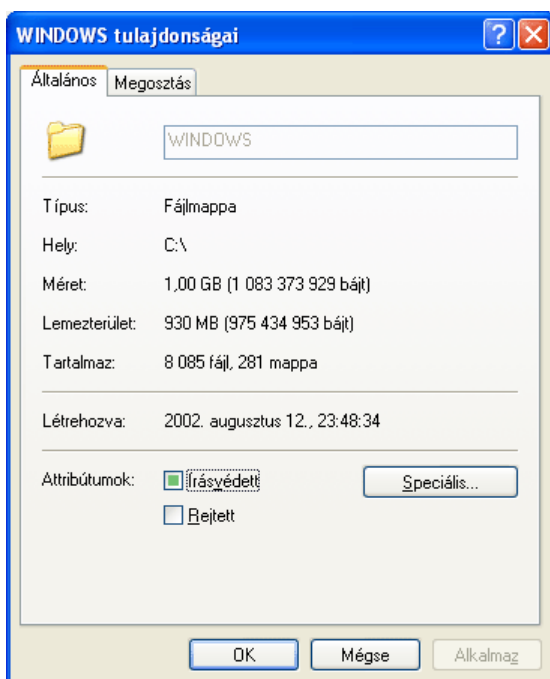 WINDOWS tulajdonságai
Általános Megosztás
WINDOWS
Típus: Fájlmappa
Hely: C:\
Méret: 1,00 GB (1 083 373 929 bájt)
Lemezterület: 930 MB (975 434 953 bájt)
Tartalmaz: 8 085 fájl, 281 mappa
Létrehozva: 2002. augusztus 12., 23:48:34
Attribútumok: Írásvédett Speciális...
Rejtett
OK Mégse Alkalmaz